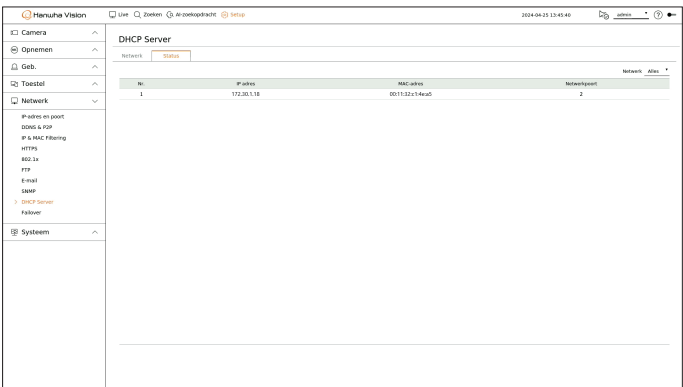 Hanwha Vision
Live Zoeken AI-zoekopdracht Setup 2024-04-25 13:45:40 admin ?
Camera
Opnemen
Geb.
Toestel
Netwerk
IP-adres en poort
DDNS & P2P
IP & MAC Filtering
HTTPS
802.1x
FTP
E-mail
SNMP
> DHCP Server
Failover
Systeem
DHCP Server
Netwerk Status
Netwerk Alles
Nr. IP adres MAC-adres Netwerkpoort
1 172.30.1.18 00:11:32:c1:4e:a5 2